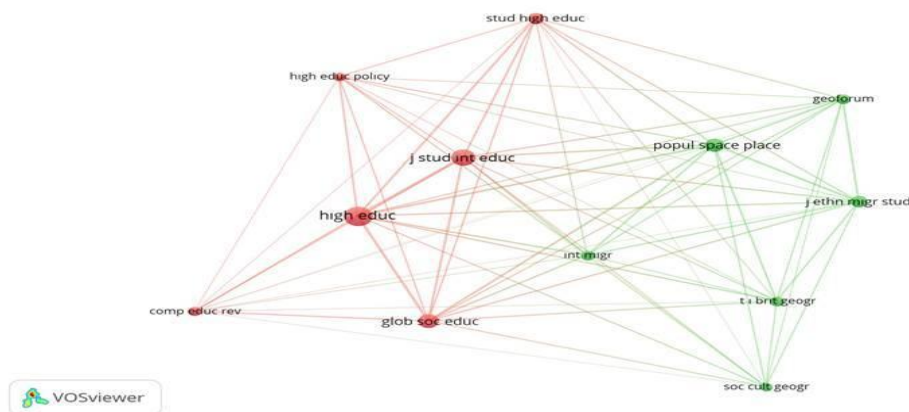 stud high educ
high educ policy
geoforum
popul space place
j stud int educ
j ethn migr stud
high educ
int migr
t i brit geogr
comp educ rev
glob soc educ
soc cult geogr
VOSviewer